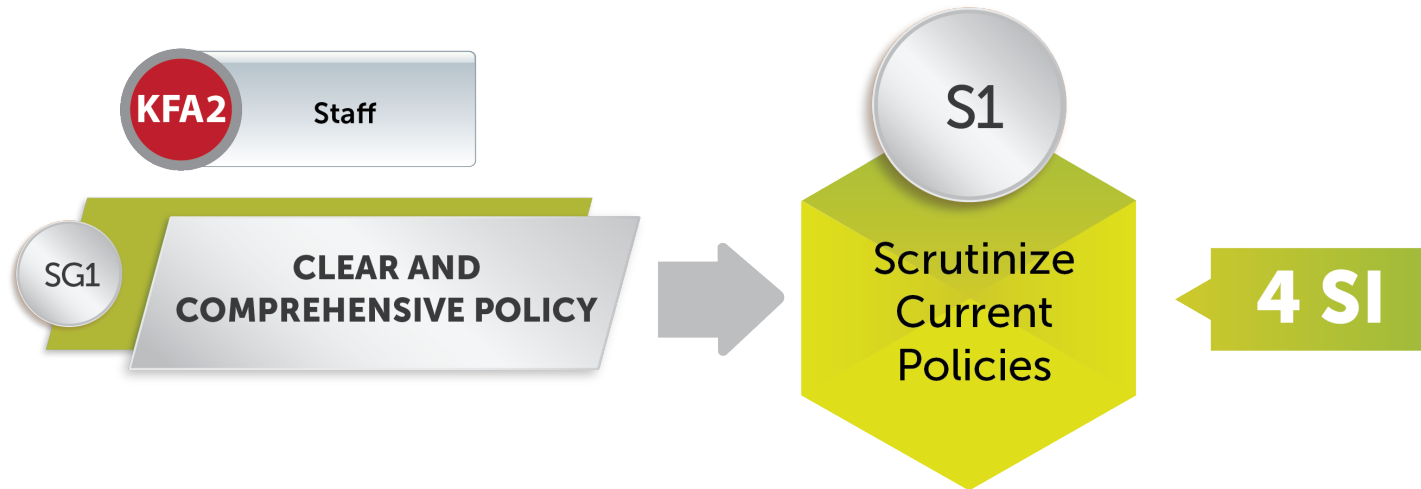 KFA2
Staff
SG1
CLEAR AND
COMPREHENSIVE POLICY
S1
Scrutinize
Current
Policies
4 SI